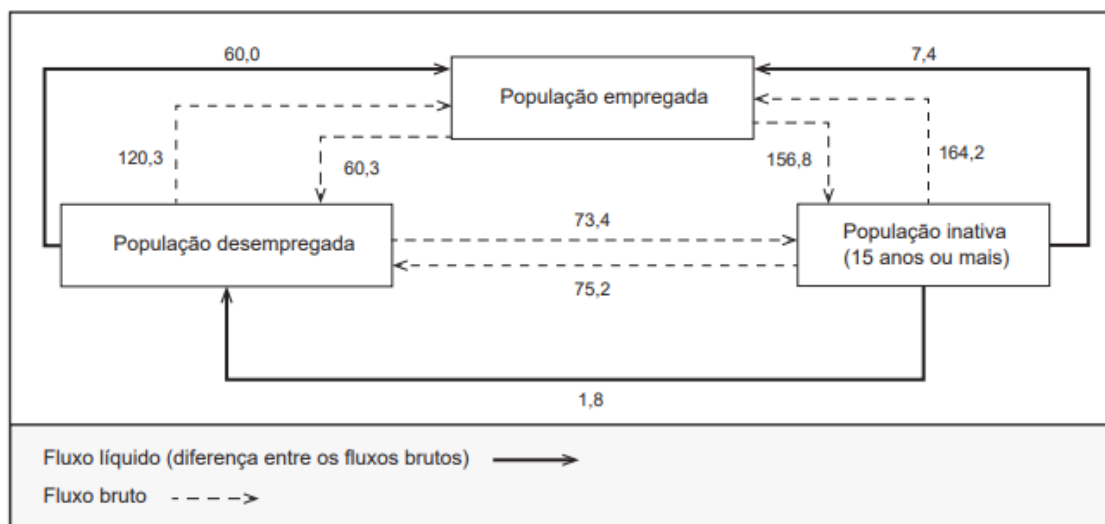 60,0
7,4
População empregada
120,3
60,3
156,8
164,2
População desempregada
73,4
População inativa
(15 anos ou mais)
75,2
1,8
Fluxo líquido (diferença entre os fluxos brutos)
Fluxo bruto